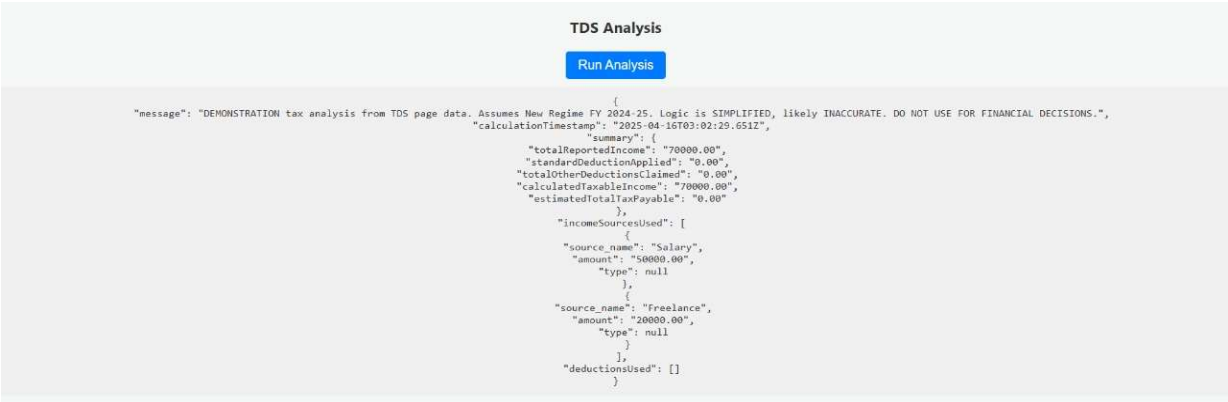 TDS Analysis
Run Analysis
{
"message": "DEMONSTRATION tax analysis from TDS page data. Assumes New Regime FY 2024-25. Logic is SIMPLIFIED, likely INACCURATE. DO NOT USE FOR FINANCIAL DECISIONS.",
"calculationTimestamp": "2025-04-16T03:02:29.651Z",
"summary": {
"totalReportedIncome": "70000.00",
"standardDeductionApplied": "0.00",
"totalOtherDeductionsClaimed": "0.00",
"calculatedTaxableIncome": "70000.00",
"estimatedTotalTaxPayable": "0.00"
},
"incomeSourcesUsed": [
{
"source_name": "Salary",
"amount": "50000.00",
"type": null
},
{
"source_name": "Freelance",
"amount": "20000.00",
"type": null
}
],
"deductionsUsed": []
}